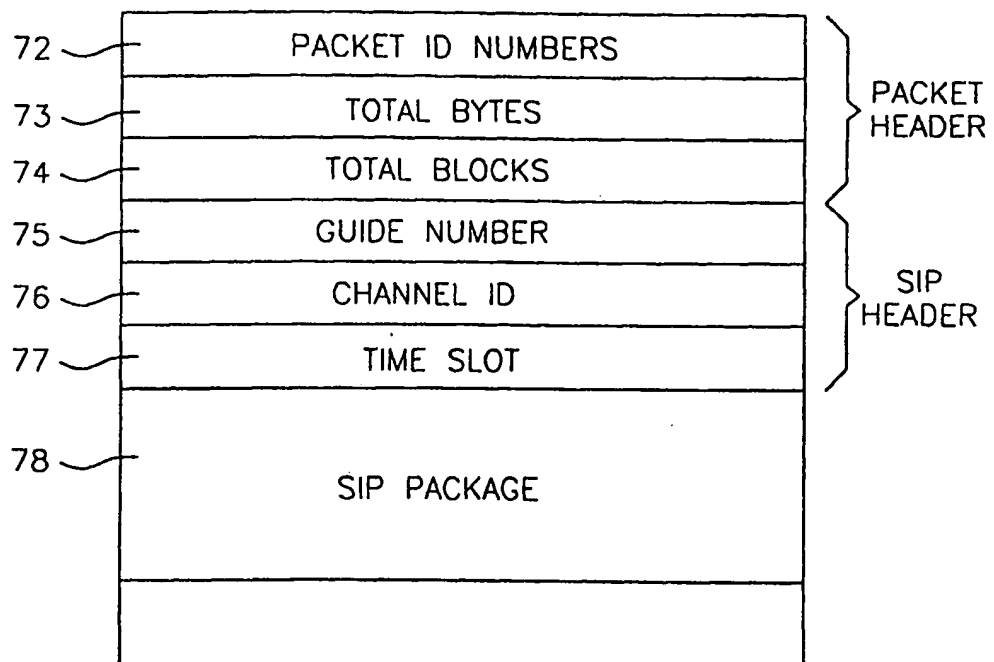 72 PACKET ID NUMBERS
73 TOTAL BYTES
74 TOTAL BLOCKS
PACKET
HEADER
75 GUIDE NUMBER
76 CHANNEL ID
77 TIME SLOT
SIP
HEADER
78 SIP PACKAGE